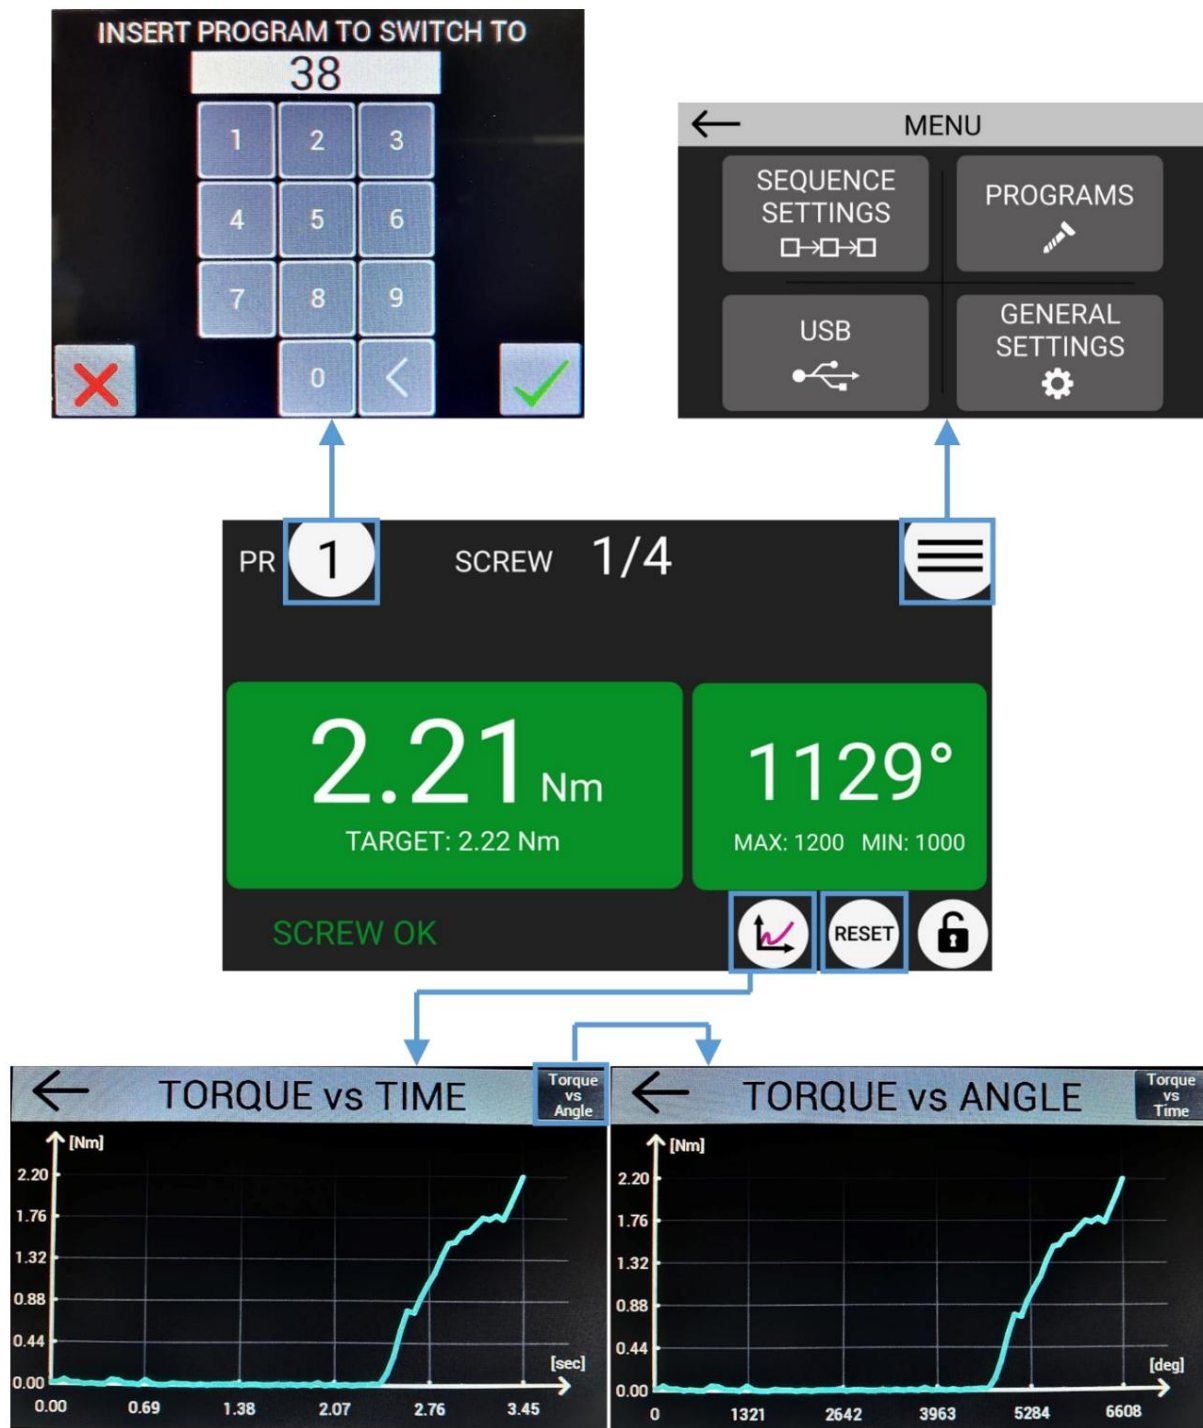 INSERT PROGRAM TO SWITCH TO
38
1 2 3
4 5 6
7 8 9
0 <
MENU
SEQUENCE
SETTINGS
PROGRAMS
USB
GENERAL
SETTINGS
PR 1 SCREW 1/4
2.21 Nm
TARGET: 2.22 Nm
1129°
MAX: 1200 MIN: 1000
SCREW OK
RESET
TORQUE vs TIME
Torque
vs
Angle
[Nm]
2.20
1.76
1.32
0.88
0.44
0.00
[sec]
0.00 0.69 1.38 2.07 2.76 3.45
TORQUE vs ANGLE
Torque
vs
Time
[Nm]
2.20
1.76
1.32
0.88
0.44
0.00
[deg]
0 1321 2642 3963 5284 6608